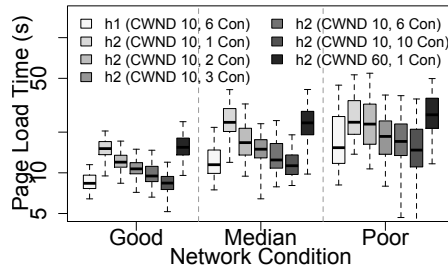 h1 (CWND 10, 6 Con)
h2 (CWND 10, 1 Con)
h2 (CWND 10, 2 Con)
h2 (CWND 10, 3 Con)
h2 (CWND 10, 6 Con)
h2 (CWND 10, 10 Con)
h2 (CWND 60, 1 Con)
Page Load Time (s)
50
10
5
Good Median Poor
Network Condition